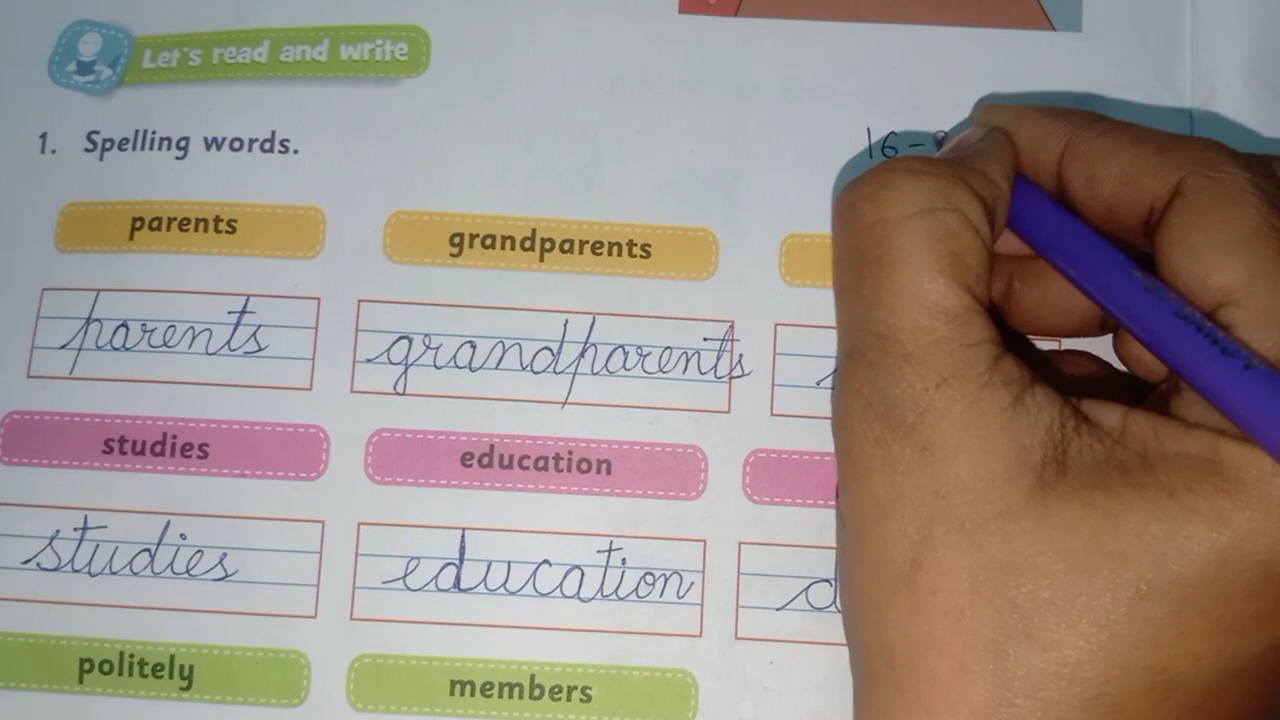 Let's read and write
1. Spelling words.
16-
parents grandparents
parents grandparents
studies education
studies education
politely members